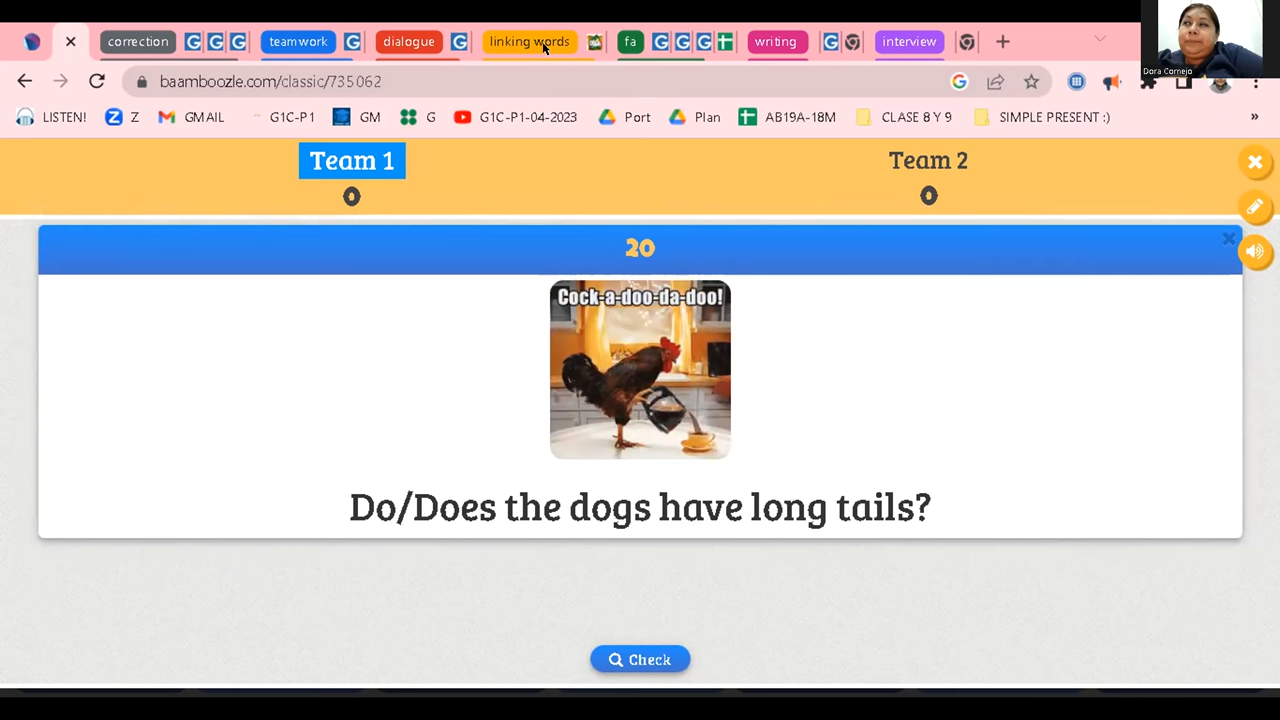 correction
teamwork
dialogue
linking words
fa
writing
interview
Dora Cornejo
baamboozle.com/classic/735062
LISTEN!
Z
GMAIL
G1C-P1
GM
G
G1C-P1-04-2023
Port
Plan
AB19A-18M
CLASE 8 Y 9
SIMPLE PRESENT :)
»
Team 1
0
Team 2
0
20
Cock-a-doo-da-doo!
Do/Does the dogs have long tails?
Check